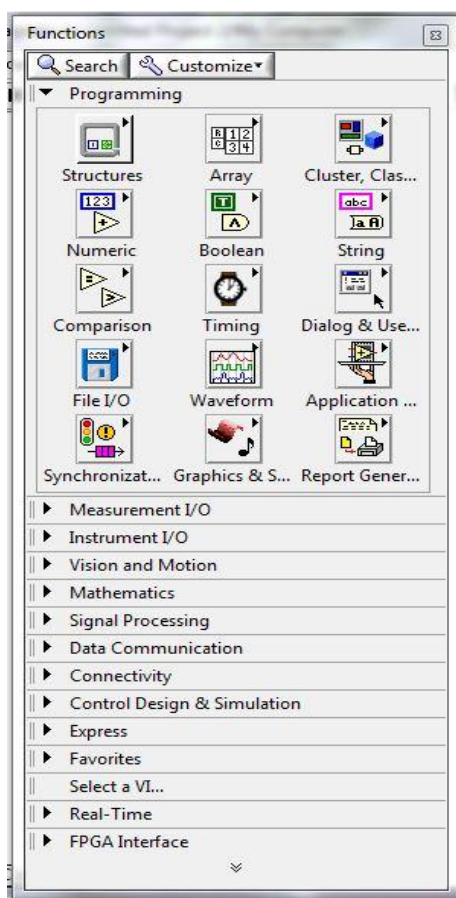 Functions
Search Customize
Programming
Structures Array Cluster, Clas...
Numeric Boolean String
Comparison Timing Dialog & Use...
File I/O Waveform Application ...
Synchronizat... Graphics & S... Report Gener...
Measurement I/O
Instrument I/O
Vision and Motion
Mathematics
Signal Processing
Data Communication
Connectivity
Control Design & Simulation
Express
Favorites
Select a VI...
Real-Time
FPGA Interface